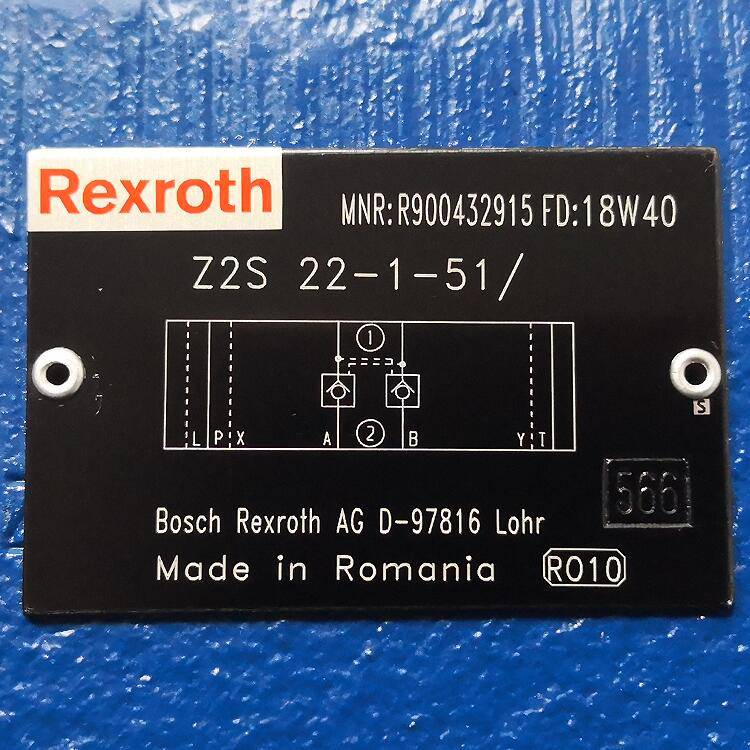 Rexroth
MNR:R900432915 FD:18W40
Z2S 22-1-51/
1
L P X A 2 B Y T
S
566
Bosch Rexroth AG D-97816 Lohr
Made in Romania R010